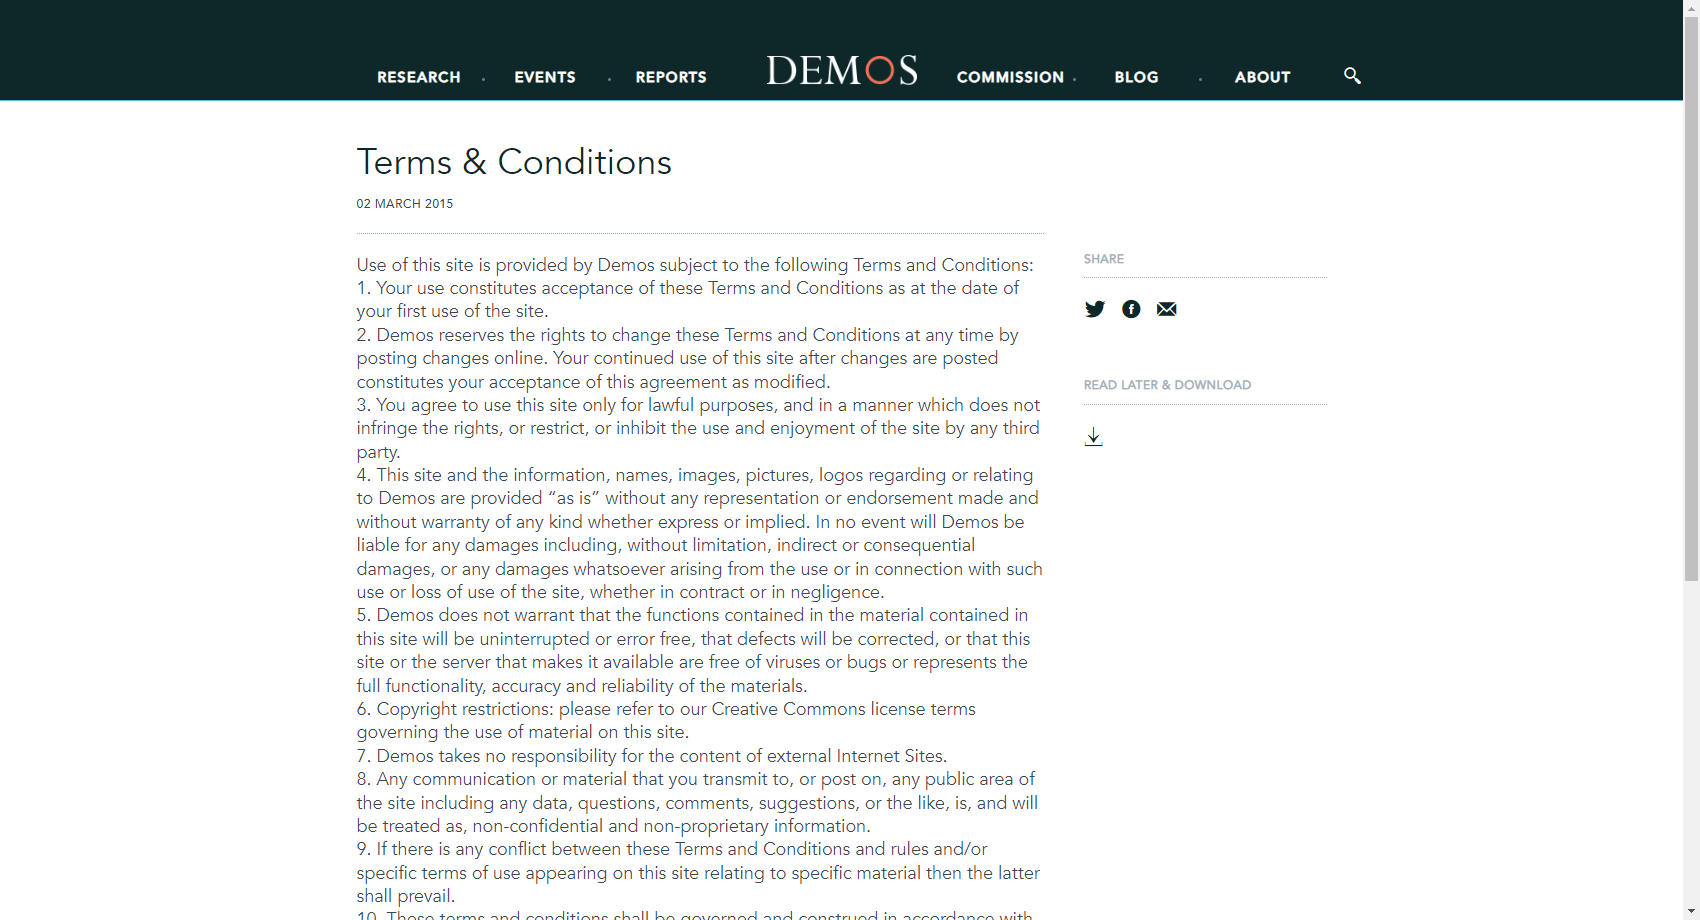 RESEARCH EVENTS REPORTS DEMOS COMMISSION BLOG ABOUT
Terms & Conditions
02 MARCH 2015
Use of this site is provided by Demos subject to the following Terms and Conditions:
1. Your use constitutes acceptance of these Terms and Conditions as at the date of
your first use of the site.
2. Demos reserves the rights to change these Terms and Conditions at any time by
posting changes online. Your continued use of this site after changes are posted
constitutes your acceptance of this agreement as modified.
3. You agree to use this site only for lawful purposes, and in a manner which does not
infringe the rights, or restrict, or inhibit the use and enjoyment of the site by any third
party.
4. This site and the information, names, images, pictures, logos regarding or relating
to Demos are provided “as is” without any representation or endorsement made and
without warranty of any kind whether express or implied. In no event will Demos be
liable for any damages including, without limitation, indirect or consequential
damages, or any damages whatsoever arising from the use or in connection with such
use or loss of use of the site, whether in contract or in negligence.
5. Demos does not warrant that the functions contained in the material contained in
this site will be uninterrupted or error free, that defects will be corrected, or that this
site or the server that makes it available are free of viruses or bugs or represents the
full functionality, accuracy and reliability of the materials.
6. Copyright restrictions: please refer to our Creative Commons license terms
governing the use of material on this site.
7. Demos takes no responsibility for the content of external Internet Sites.
8. Any communication or material that you transmit to, or post on, any public area of
the site including any data, questions, comments, suggestions, or the like, is, and will
be treated as, non-confidential and non-proprietary information.
9. If there is any conflict between these Terms and Conditions and rules and/or
specific terms of use appearing on this site relating to specific material then the latter
shall prevail.
10. These terms and conditions shall be governed and construed in accordance with
SHARE
READ LATER & DOWNLOAD